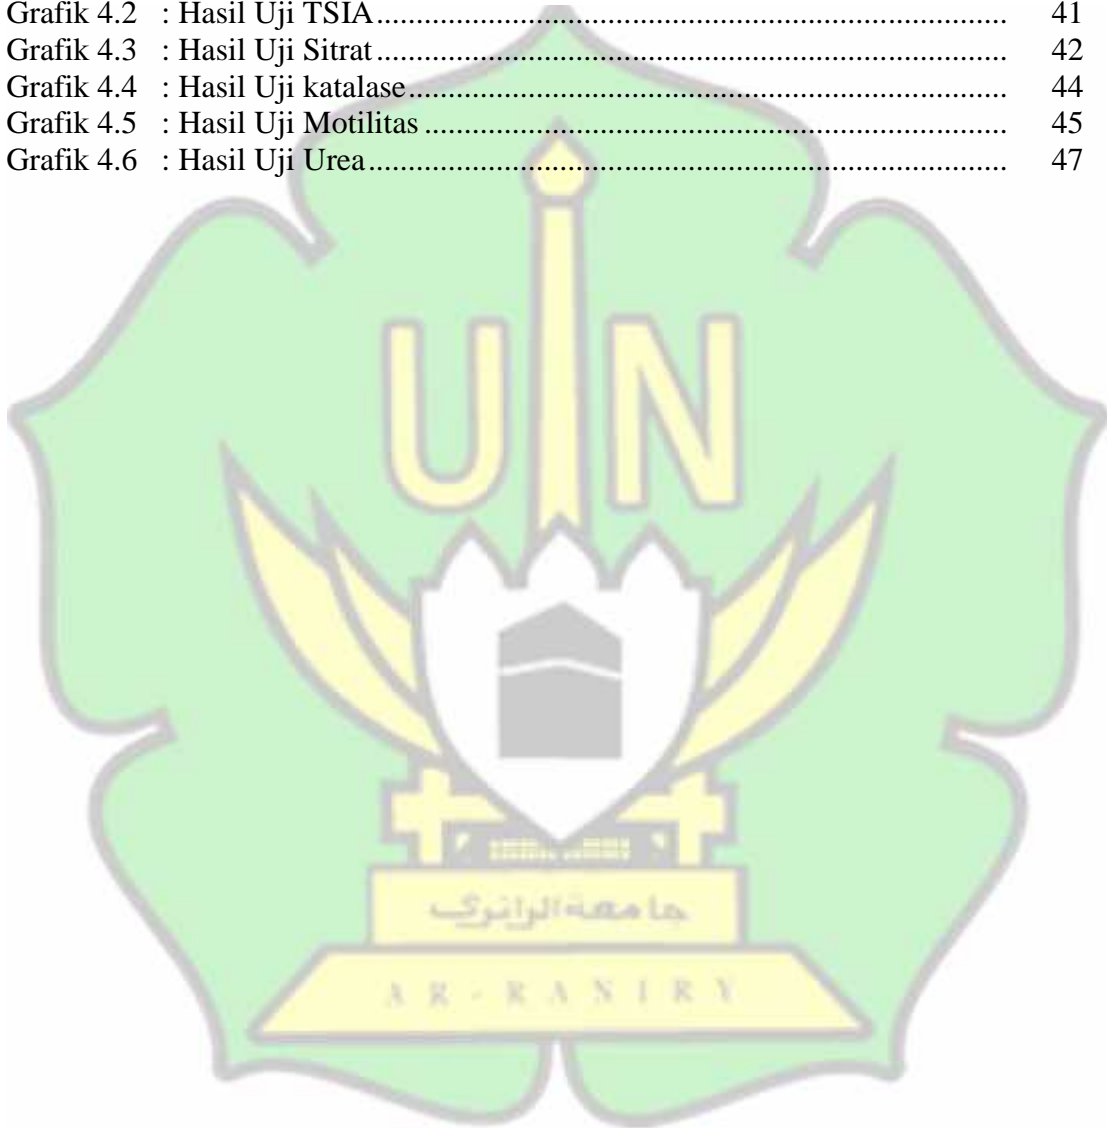 Grafik 4.2 : Hasil Uji TSIA............................................................................... 41
Grafik 4.3 : Hasil Uji Sitrat............................................................................... 42
Grafik 4.4 : Hasil Uji katalase........................................................................... 44
Grafik 4.5 : Hasil Uji Motilitas ......................................................................... 45
Grafik 4.6 : Hasil Uji Urea................................................................................ 47
UIN
جامعة الرانري
AR-RANIRY